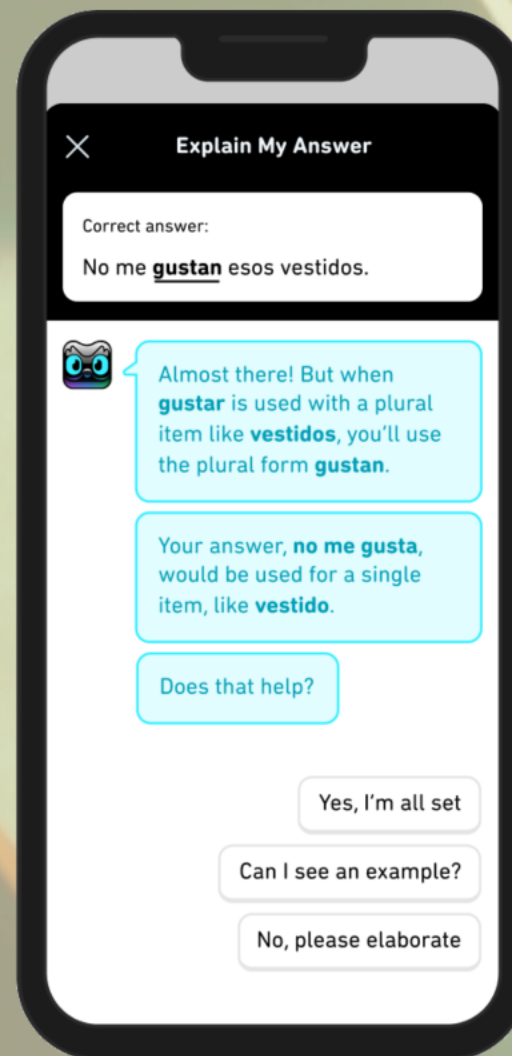 Explain My Answer
Correct answer:
No me gustan esos vestidos.
Almost there! But when
gustar is used with a plural
item like vestidos, you'll use
the plural form gustan.
Your answer, no me gusta,
would be used for a single
item, like vestido.
Does that help?
Yes, I'm all set
Can I see an example?
No, please elaborate